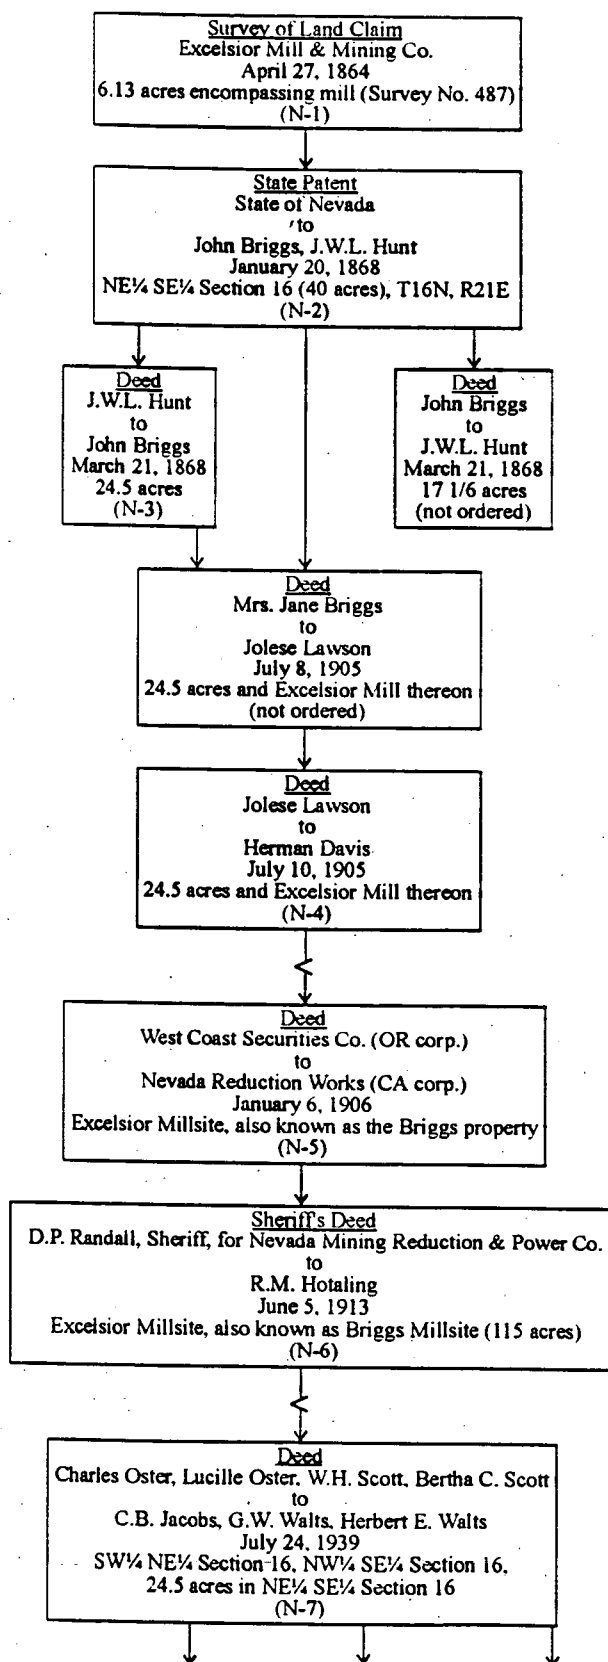 Survey of Land Claim
Excelsior Mill & Mining Co.
April 27, 1864
6.13 acres encompassing mill (Survey No. 487)
(N-1)
State Patent
State of Nevada
to
John Briggs, J.W.L. Hunt
January 20, 1868
NE¼ SE¼ Section 16 (40 acres), T16N, R21E
(N-2)
Deed
J.W.L. Hunt
to
John Briggs
March 21, 1868
24.5 acres
(N-3)
Deed
John Briggs
to
J.W.L. Hunt
March 21, 1868
17 1/6 acres
(not ordered)
Deed
Mrs. Jane Briggs
to
Jolese Lawson
July 8, 1905
24.5 acres and Excelsior Mill thereon
(not ordered)
Deed
Jolese Lawson
to
Herman Davis
July 10, 1905
24.5 acres and Excelsior Mill thereon
(N-4)
Deed
West Coast Securities Co. (OR corp.)
to
Nevada Reduction Works (CA corp.)
January 6, 1906
Excelsior Millsite, also known as the Briggs property
(N-5)
Sheriff's Deed
D.P. Randall, Sheriff, for Nevada Mining Reduction & Power Co.
to
R.M. Hotaling
June 5, 1913
Excelsior Millsite, also known as Briggs Millsite (115 acres)
(N-6)
Deed
Charles Oster, Lucille Oster, W.H. Scott, Bertha C. Scott
to
C.B. Jacobs, G.W. Walts, Herbert E. Walts
July 24, 1939
SW¼ NE¼ Section 16, NW¼ SE¼ Section 16,
24.5 acres in NE¼ SE¼ Section 16
(N-7)